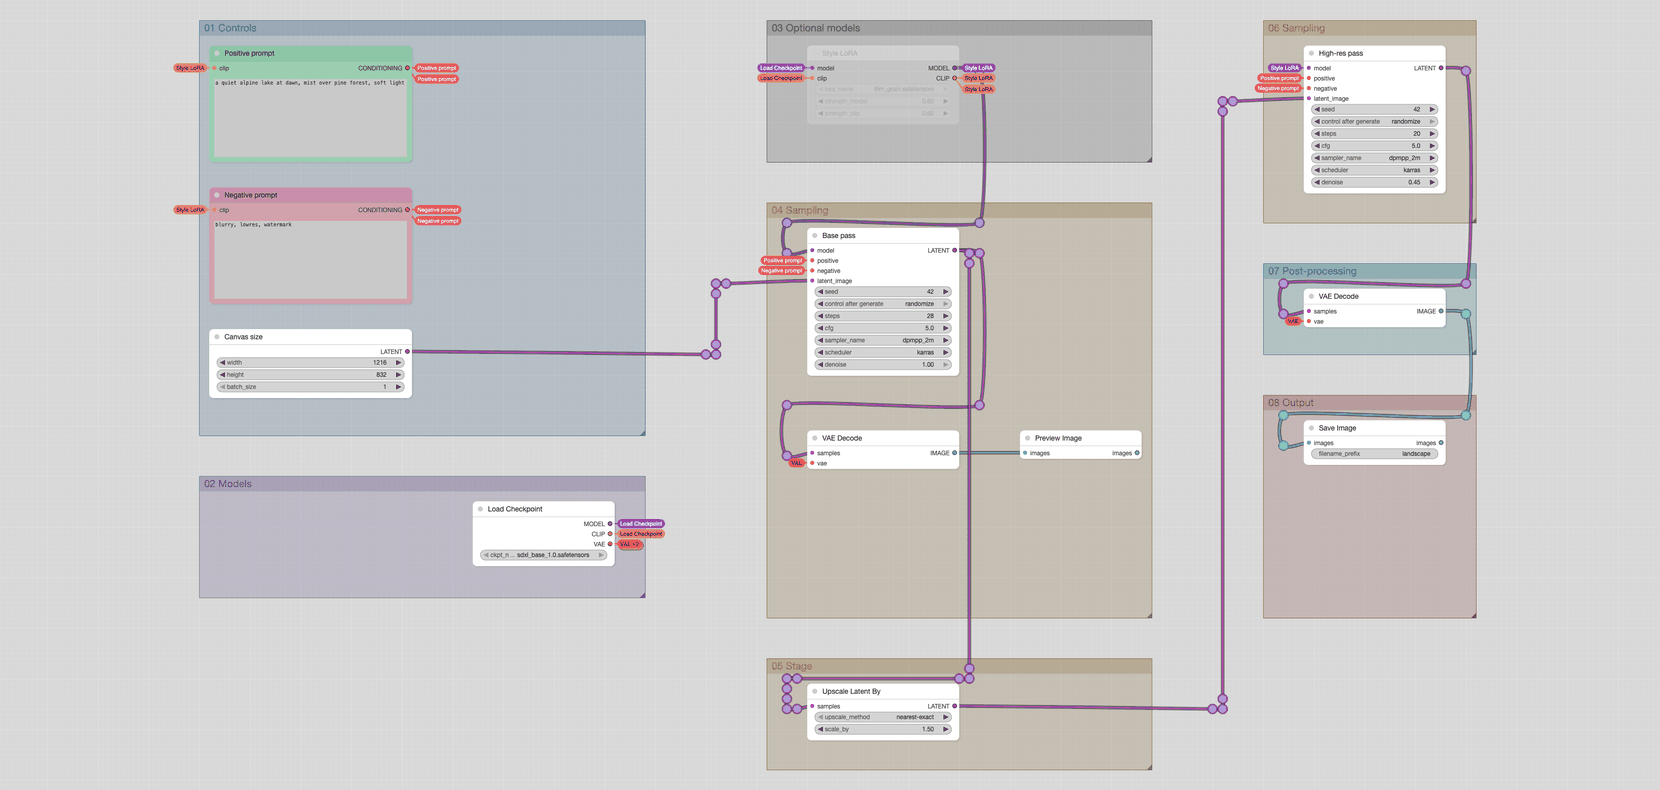 01 Controls
Positive prompt
Style LoRA
clip
CONDITIONING
Positive prompt
Positive prompt
a quiet alpine lake at dawn, mist over pine forest, soft light
Negative prompt
Style LoRA
clip
CONDITIONING
Negative prompt
Negative prompt
blurry, lowres, watermark
Canvas size
LATENT
width 1216
height 832
batch_size 1
02 Models
Load Checkpoint
MODEL
Load Checkpoint
CLIP
Load Checkpoint
VAE
ckpt_n... sdxl_base_1.0.safetensors
03 Optional models
Style LoRA
Load Checkpoint
model
MODEL
Style LoRA
Load Checkpoint
clip
CLIP
Style LoRA
Style LoRA
strength_model
strength_clip
04 Sampling
Base pass
model
LATENT
Positive prompt
positive
Negative prompt
negative
latent_image
seed 42
control after generate randomize
steps 28
cfg 5.0
sampler_name dpmpp_2m
scheduler karras
denoise 1.00
VAE Decode
samples
IMAGE
VAE
vae
Preview Image
images
images
05 Stage
Upscale Latent By
samples
LATENT
upscale_method nearest-exact
scale_by 1.50
06 Sampling
High-res pass
Style LoRA
model
LATENT
Positive prompt
positive
Negative prompt
negative
latent_image
seed 42
control after generate randomize
steps 20
cfg 5.0
sampler_name dpmpp_2m
scheduler karras
denoise 0.45
07 Post-processing
VAE Decode
samples
IMAGE
VAE
vae
08 Output
Save Image
images
images
filename_prefix landscape